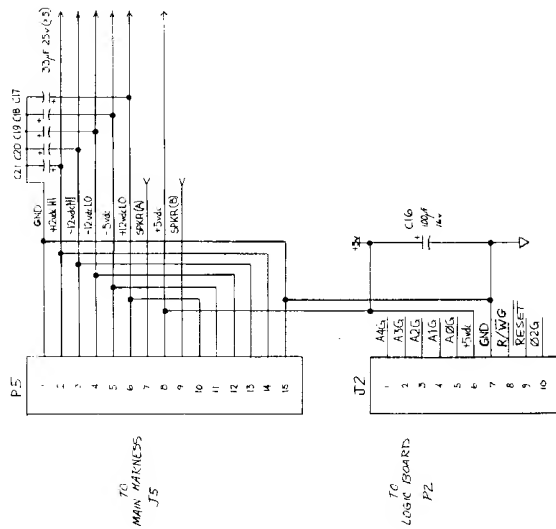 C21 C20 C19 C18 C17
33µF 25v (x5)
GND
+12vdc HI
-12vdc HI
-12vdc LO
-5vdc
+12vdc LO
SPKR(A)
+5vdc
SPKR(B)
P5
1
2
3
4
5
6
7
8
9
10
11
12
13
14
15
TO
MAIN HARNESS
J5
C16
100µF
16v
A4G
A3G
A2G
A1G
A0G
+5vdc
GND
R/WG
RESET
Ø2G
J2
1
2
3
4
5
6
7
8
9
10
TO
LOGIC BOARD
P2